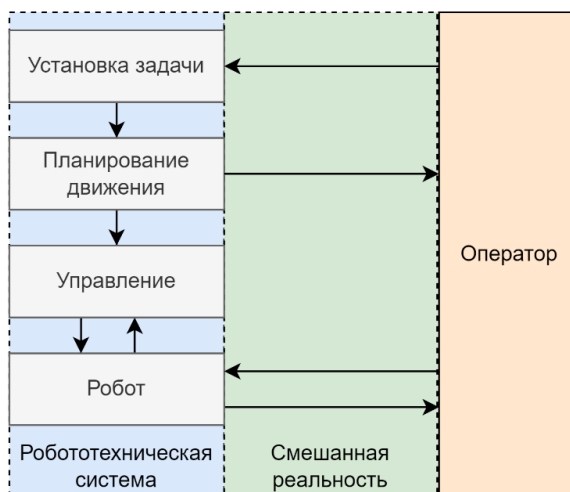 Установка задачи
Планирование
движения
Управление
Оператор
Робот
Робототехническая
система
Смешанная
реальность